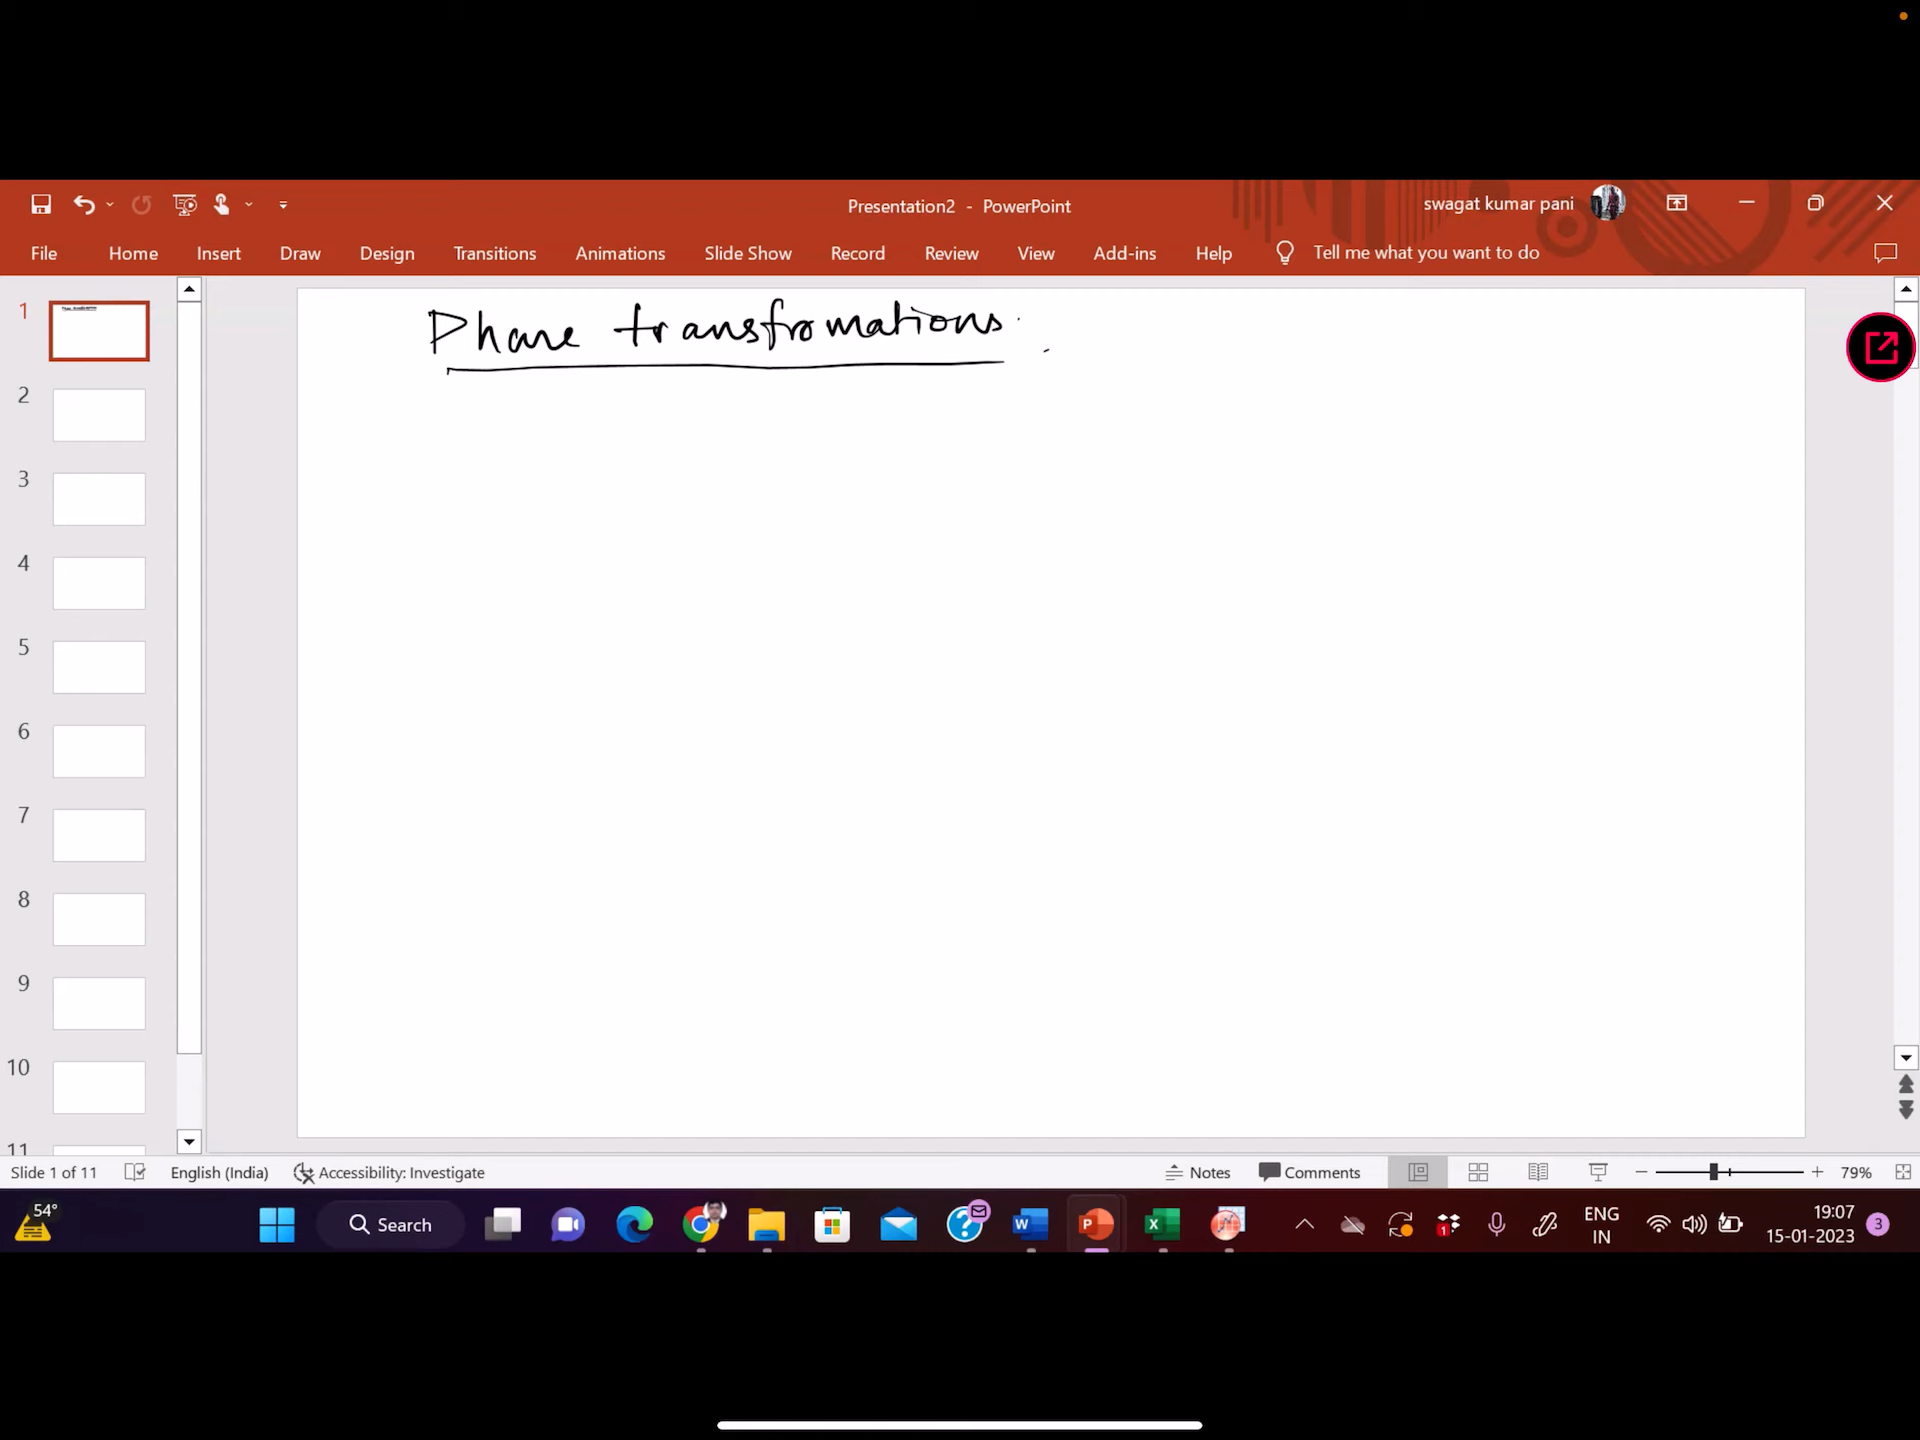 Presentation2 - PowerPoint
swagat kumar pani
File Home Insert Draw Design Transitions Animations Slide Show Record Review View Add-ins Help Tell me what you want to do
Phase transfromations.
1
2
3
4
5
6
7
8
9
10
11
Slide 1 of 11 English (India) Accessibility: Investigate Notes Comments 79%
54° Search W P X 1 ENG 19:07 3
IN 15-01-2023